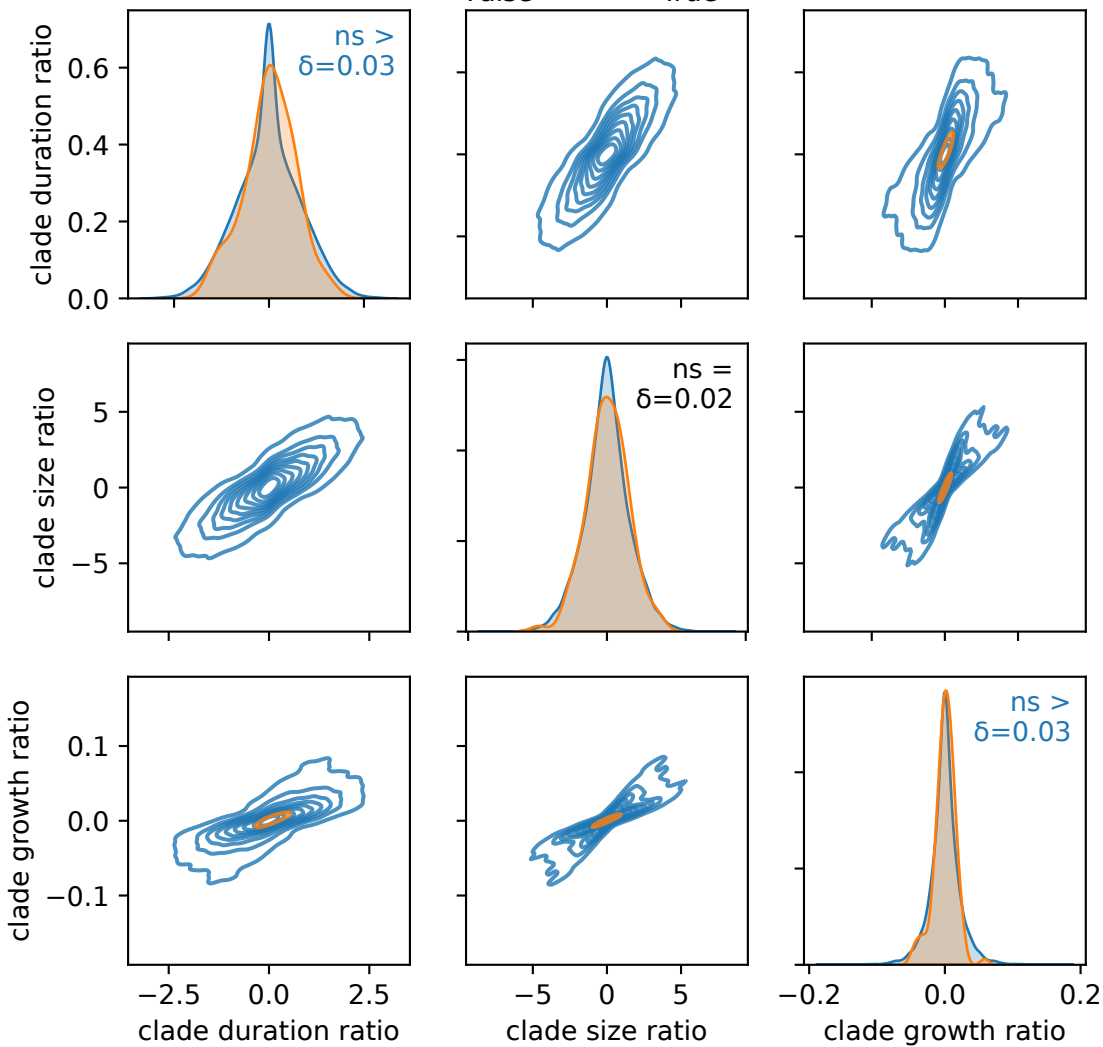 True
clade duration ratio
0.6
0.4
0.2
0.0
ns >
δ=0.03
clade size ratio
5
0
−5
ns =
δ=0.02
clade growth ratio
0.1
0.0
−0.1
ns >
δ=0.03
−2.5 0.0 2.5
−5 0 5
−0.2 0.0 0.2
clade duration ratio
clade size ratio
clade growth ratio